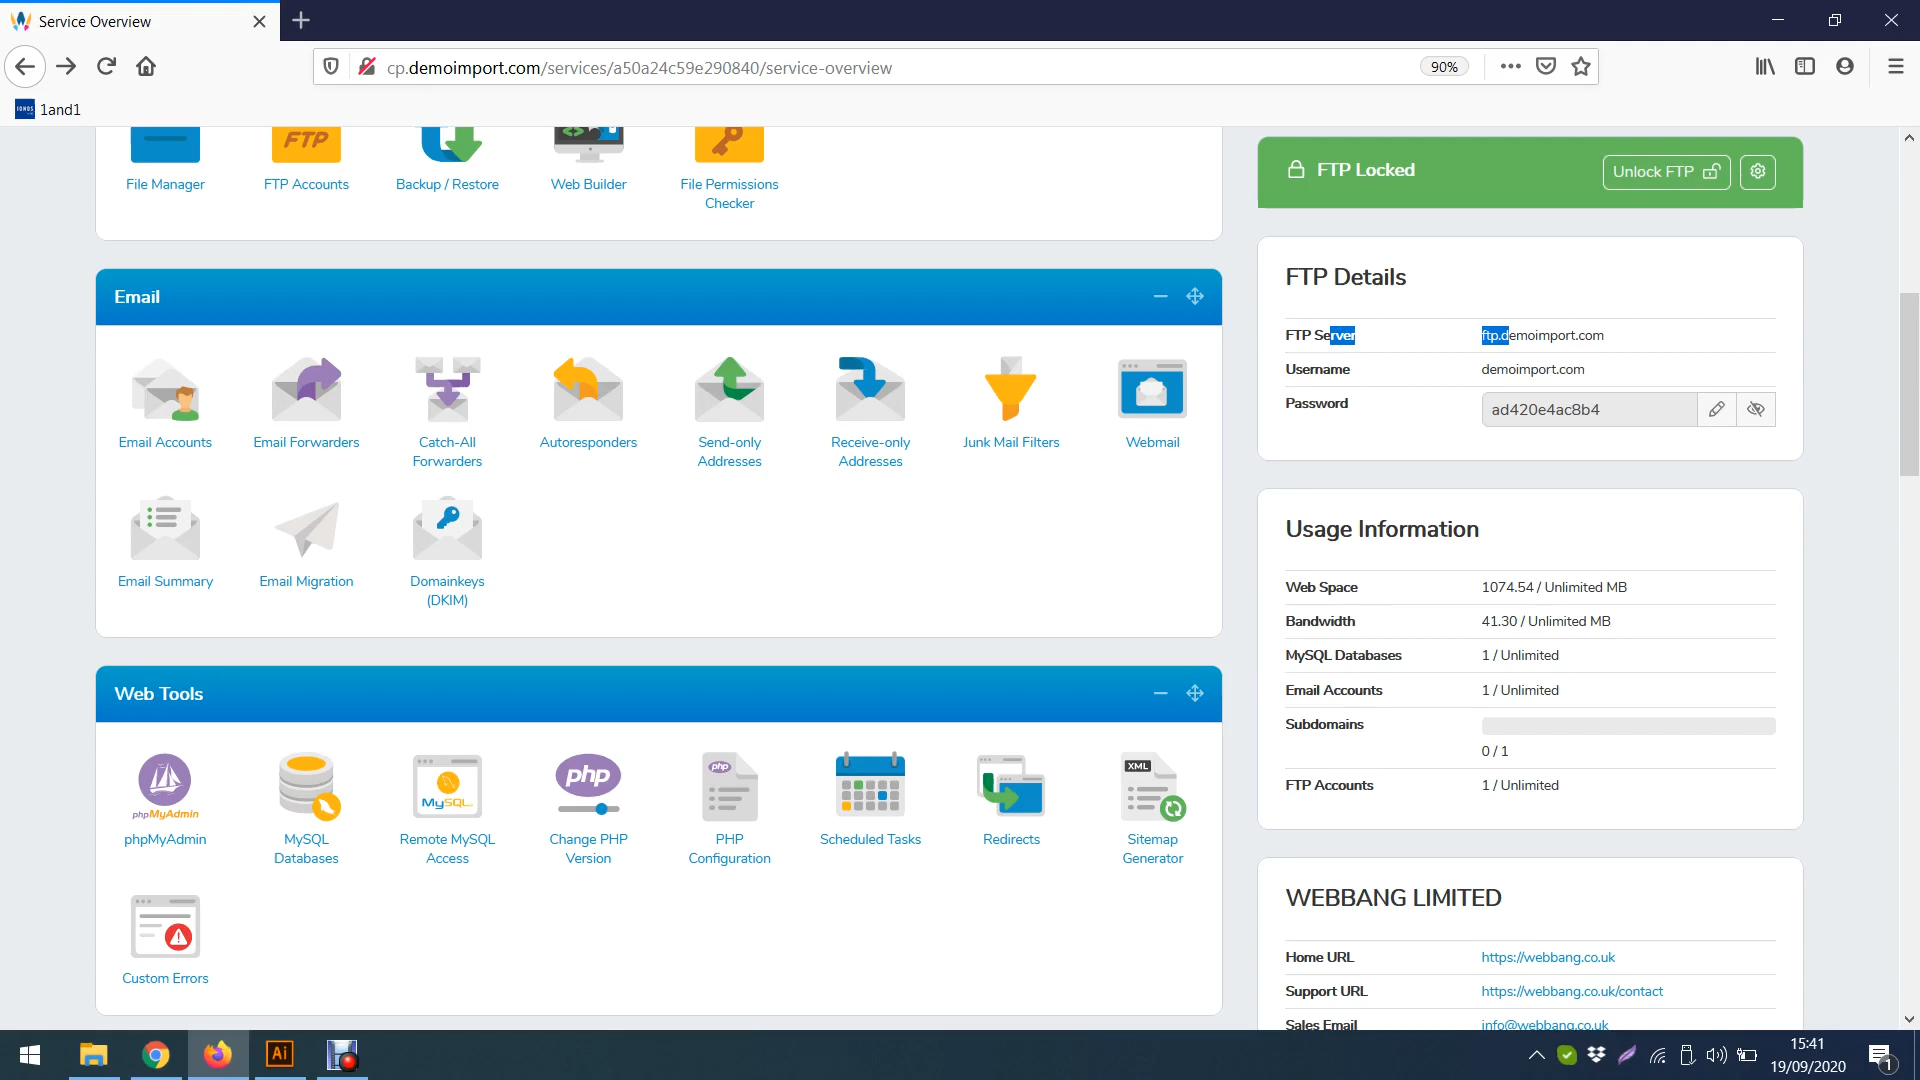 Service Overview
cp.demoimport.com/services/a50a24c59e290840/service-overview
90%
IONOS
1and1
FTP
File Manager
FTP Accounts
Backup / Restore
Web Builder
File Permissions
Checker
FTP Locked
Unlock FTP
FTP Details
FTP Server
ftp.demoimport.com
Username
demoimport.com
Password
ad420e4ac8b4
Email
Email Accounts
Email Forwarders
Catch-All
Forwarders
Autoresponders
Send-only
Addresses
Receive-only
Addresses
Junk Mail Filters
Webmail
Email Summary
Email Migration
Domainkeys
(DKIM)
Usage Information
Web Space
1074.54 / Unlimited MB
Bandwidth
41.30 / Unlimited MB
MySQL Databases
1 / Unlimited
Email Accounts
1 / Unlimited
Subdomains
0 / 1
FTP Accounts
1 / Unlimited
Web Tools
phpMyAdmin
phpMyAdmin
MySQL
Databases
MySQL
Remote MySQL
Access
php
Change PHP
Version
php
PHP
Configuration
Scheduled Tasks
Redirects
XML
Sitemap
Generator
Custom Errors
WEBBANG LIMITED
Home URL
https://webbang.co.uk
Support URL
https://webbang.co.uk/contact
Sales Email
info@webbang.co.uk
Ai
15:41
19/09/2020
1